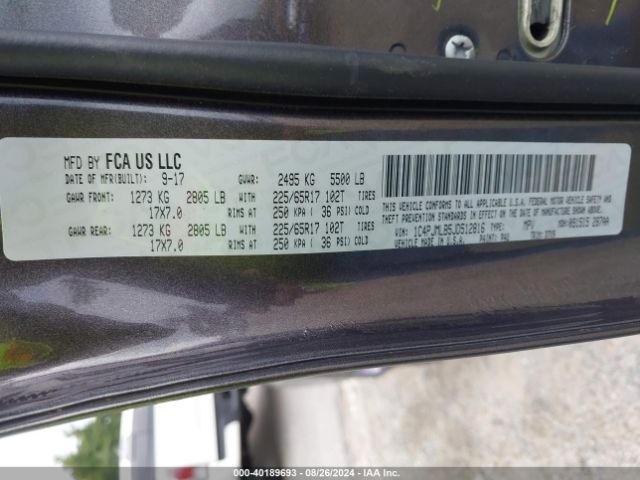 MFD BY FCA US LLC
DATE OF MFR(BUILT): 9-17 GVWR: 2495 KG 5500 LB
GAWR FRONT: 1273 KG 2805 LB WITH 225/65R17 102T TIRES
17X7.0 RIMS AT 250 KPA ( 36 PSI) COLD
GAWR REAR: 1273 KG 2805 LB WITH 225/65R17 102T TIRES
17X7.0 RIMS AT 250 KPA ( 36 PSI) COLD
THIS VEHICLE CONFORMS TO ALL APPLICABLE U.S.A. FEDERAL MOTOR VEHICLE SAFETY
AND THEFT PREVENTION STANDARDS IN EFFECT ON THE DATE OF MANUFACTURE SHOWN ABOVE.
VIN: 1C4PJMLB5JD512816 TYPE: MPV
PAINT: PAU
000-40189693 - 08/26/2024 - IAA Inc.